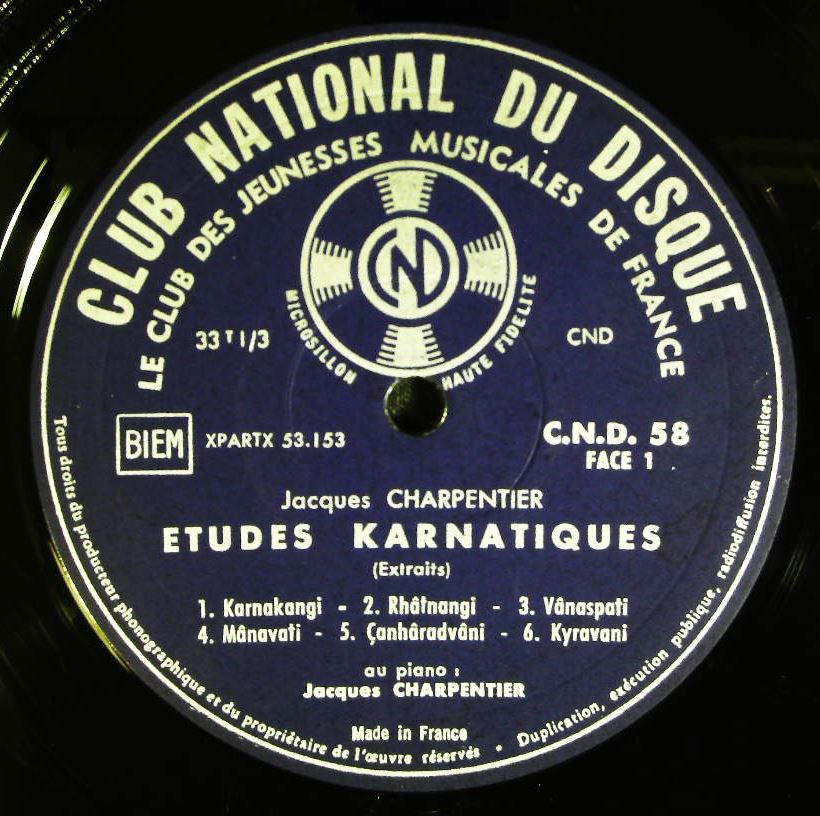 CLUB NATIONAL DU DISQUE
LE CLUB DES JEUNESSES MUSICALES DE FRANCE
CND
MICROSILLON
HAUTE FIDELITE
33 T 1/3
CND
BIEM
XPARTX 53.153
C.N.D. 58
FACE 1
Jacques CHARPENTIER
ETUDES KARNATIQUES
(Extraits)
1. Karnakangi - 2. Rhâtnangi - 3. Vânaspati
4. Mânavati - 5. Çanhâradvâni - 6. Kyravani
au piano :
Jacques CHARPENTIER
Made in France
Tous droits du producteur phonographique et du propriétaire de l'œuvre réservés • Duplication, exécution publique, radiodiffusion interdites.